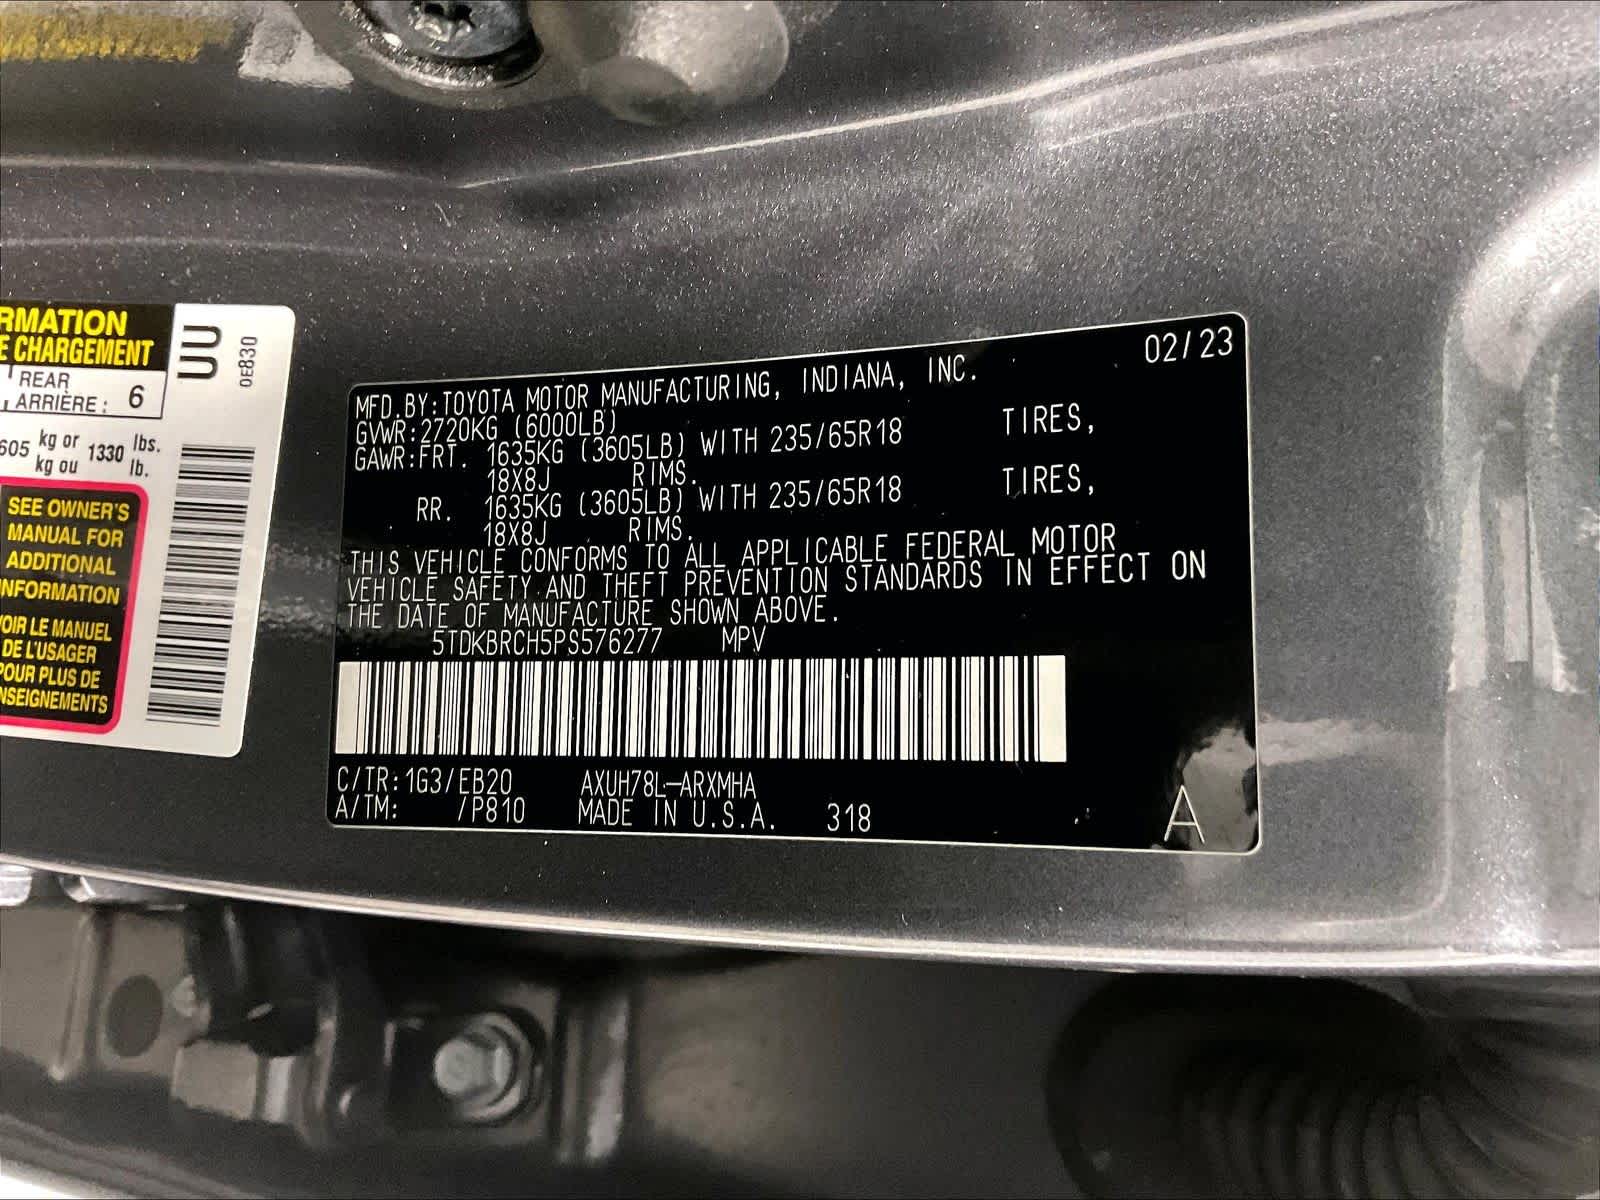 RMATION
E CHARGEMENT
REAR
ARRIÈRE : 6
605 kg or 1330 lbs.
kg ou lb.
SEE OWNER'S
MANUAL FOR
ADDITIONAL
INFORMATION
VOIR LE MANUEL
DE L'USAGER
POUR PLUS DE
NSEIGNEMENTS
UU
0E830
02/23
MFD.BY:TOYOTA MOTOR MANUFACTURING, INDIANA, INC.
GVWR:2720KG (6000LB)
GAWR:FRT. 1635KG (3605LB) WITH 235/65R18 TIRES,
18X8J RIMS.
RR. 1635KG (3605LB) WITH 235/65R18 TIRES,
18X8J RIMS.
THIS VEHICLE CONFORMS TO ALL APPLICABLE FEDERAL MOTOR
VEHICLE SAFETY AND THEFT PREVENTION STANDARDS IN EFFECT ON
THE DATE OF MANUFACTURE SHOWN ABOVE.
5TDKBRCH5PS576277 MPV
C/TR:1G3/EB20 AXUH78L-ARXMHA
A/TM: /P810 MADE IN U.S.A. 318
A